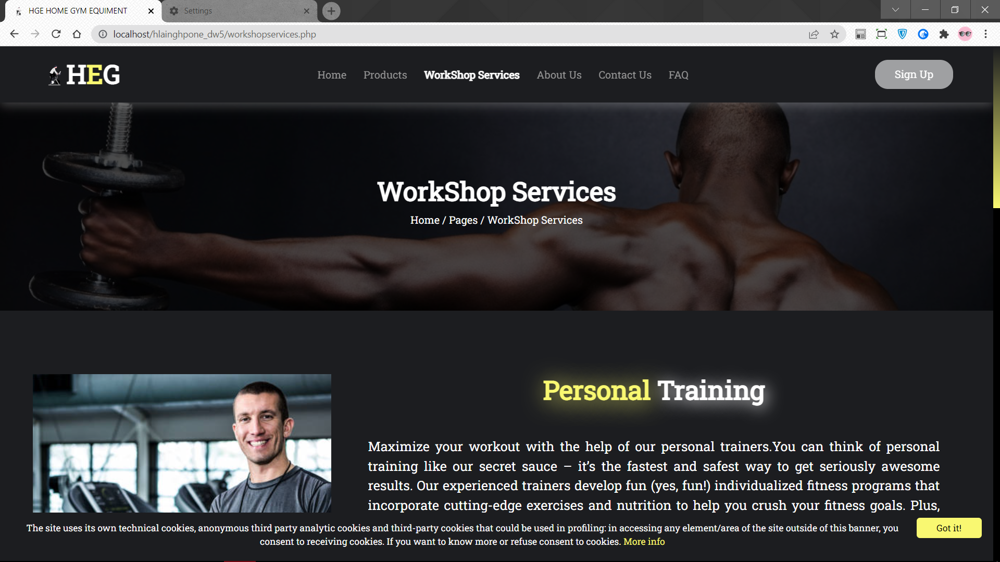 HGE HOME GYM EQUIMENT
Settings
localhost/hlainghpone_dw5/workshopservices.php
HEG
Home Products WorkShop Services About Us Contact Us FAQ
Sign Up
WorkShop Services
Home / Pages / WorkShop Services
Personal Training
Maximize your workout with the help of our personal trainers.You can think of personal
training like our secret sauce – it’s the fastest and safest way to get seriously awesome
results. Our experienced trainers develop fun (yes, fun!) individualized fitness programs that
incorporate cutting-edge exercises and nutrition to help you crush your fitness goals. Plus,
The site uses its own technical cookies, anonymous third party analytic cookies and third-party cookies that could be used in profiling: in accessing any element/area of the site outside of this banner, you
consent to receiving cookies. If you want to know more or refuse consent to cookies. More info
Got it!